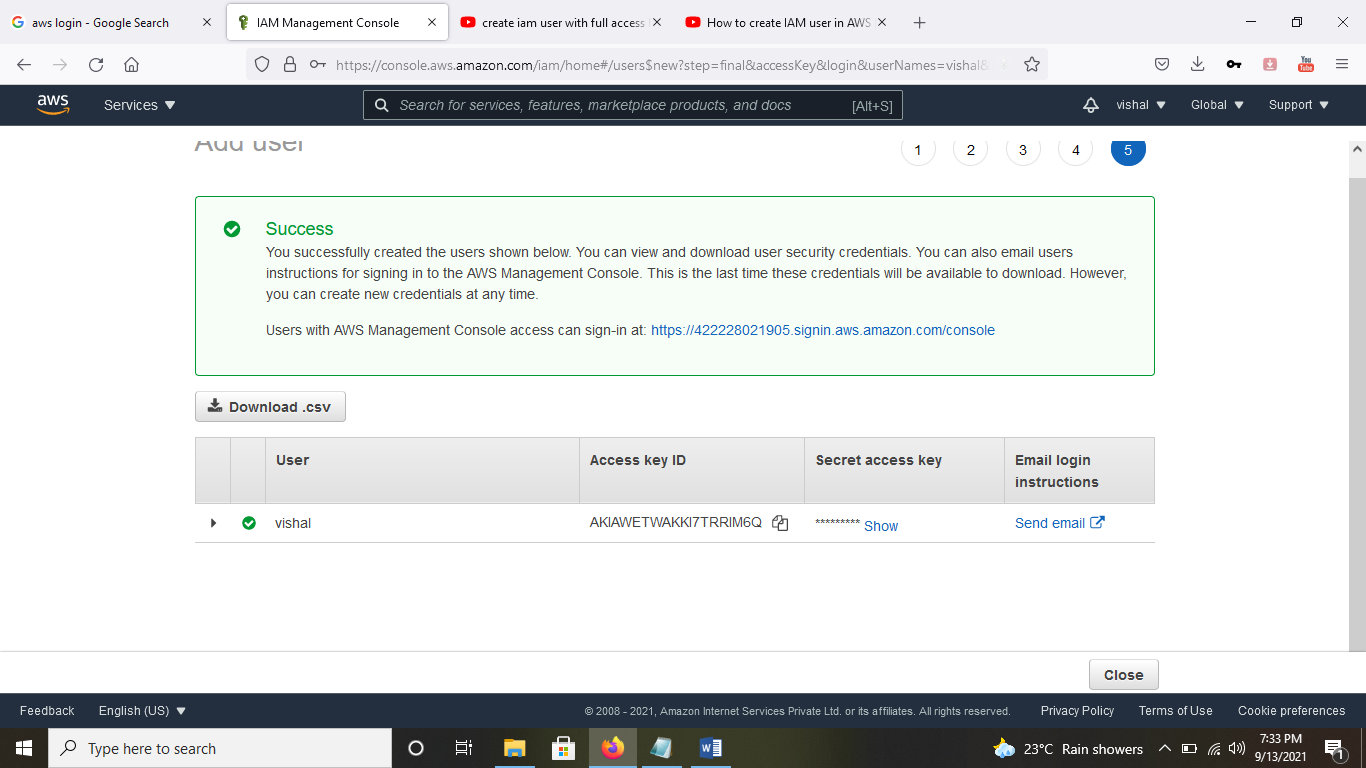 aws login - Google Search
IAM Management Console
create iam user with full access
How to create IAM user in AWS
https://console.aws.amazon.com/iam/home#/users$new?step=final&accessKey&login&userNames=vishal&
aws
Services
Search for services, features, marketplace products, and docs
[Alt+S]
vishal
Global
Support
Add user
1 2 3 4 5
Success
You successfully created the users shown below. You can view and download user security credentials. You can also email users
instructions for signing in to the AWS Management Console. This is the last time these credentials will be available to download. However,
you can create new credentials at any time.
Users with AWS Management Console access can sign-in at: https://422228021905.signin.aws.amazon.com/console
Download .csv
User
Access key ID
Secret access key
Email login
instructions
vishal
AKIAWETWAKKI7TRRIM6Q
********* Show
Send email
Close
Feedback
English (US)
© 2008 - 2021, Amazon Internet Services Private Ltd. or its affiliates. All rights reserved.
Privacy Policy
Terms of Use
Cookie preferences
Type here to search
23°C Rain showers
7:33 PM
9/13/2021
1